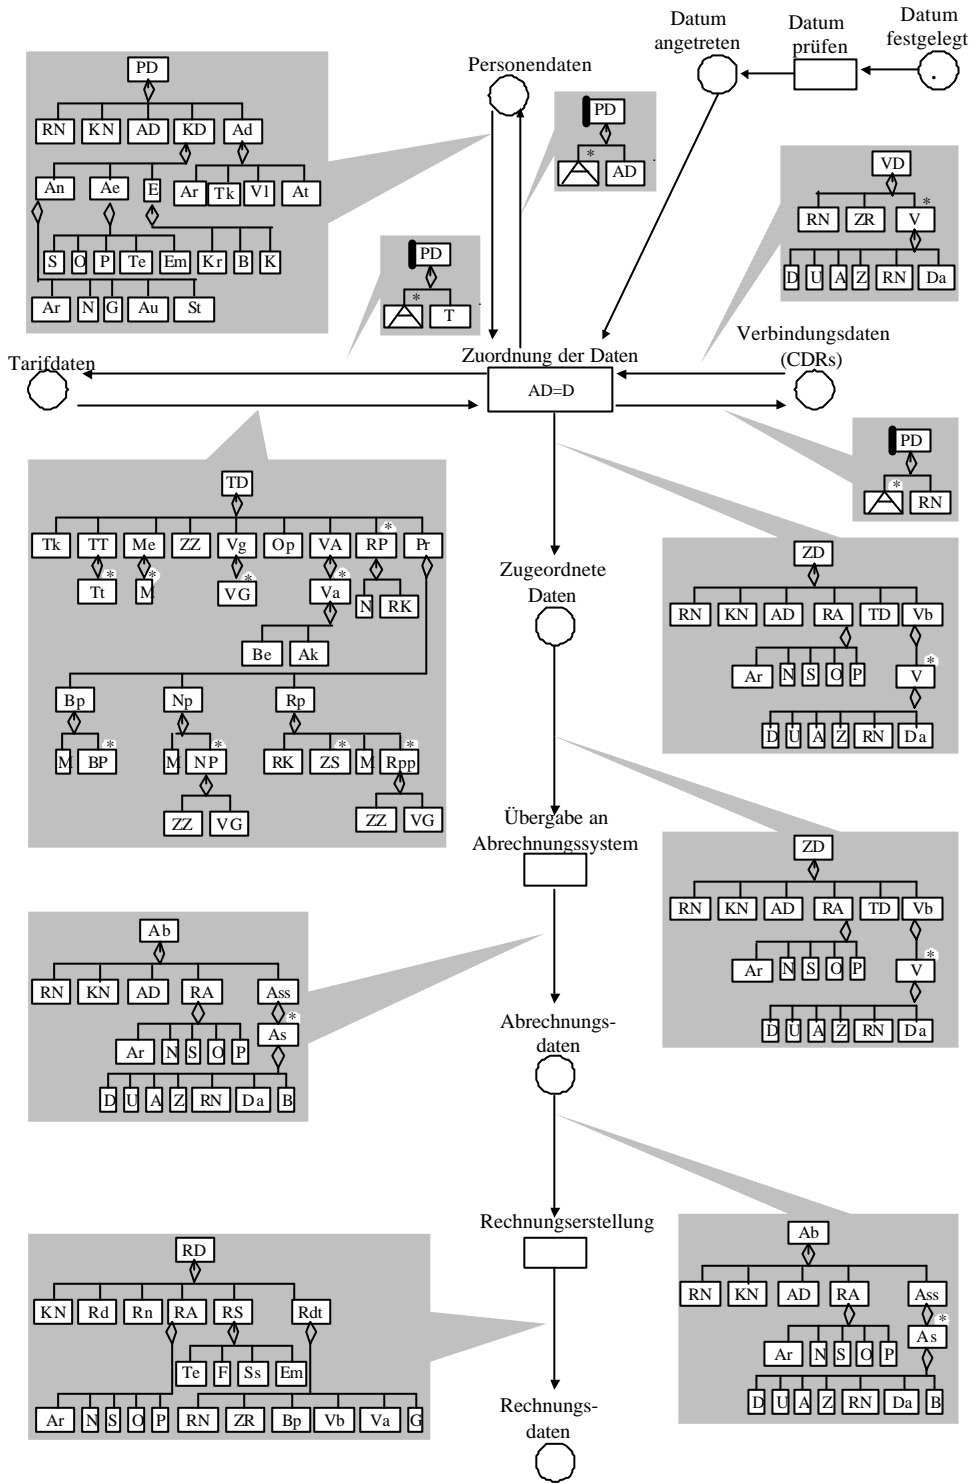 Datum
angetreten
Datum
prüfen
Datum
festgelegt
Personendaten
PD
RN KN AD KD Ad
An Ae E Ar Tk Vl At
S O P Te Em Kr B K
Ar N G Au St
PD
*
A AD
PD
*
A T
VD
*
RN ZR V
D U A Z RN Da
Tarifdaten
Zuordnung der Daten
AD=D
Verbindungsdaten
(CDRs)
PD
*
A RN
TD
*
Tk TT Me ZZ Vg Op VA RP Pr
* * * *
Tt M VG Va N RK
Be Ak
Bp Np Rp
* * * *
M BP M NP RK ZS M Rpp
ZZ VG ZZ VG
Zugeordnete
Daten
ZD
RN KN AD RA TD Vb
*
Ar N S O P V
D U A Z RN Da
Übergabe an
Abrechnungssystem
ZD
RN KN AD RA TD Vb
*
Ar N S O P V
D U A Z RN Da
Ab
RN KN AD RA Ass
*
Ar N S O P As
D U A Z RN Da B
Abrechnungs-
daten
Rechnungserstellung
Ab
RN KN AD RA Ass
*
Ar N S O P As
D U A Z RN Da B
RD
KN Rd Rn RA RS Rdt
Te F Ss Em
Ar N S O P RN ZR Bp Vb Va G
Rechnungs-
daten